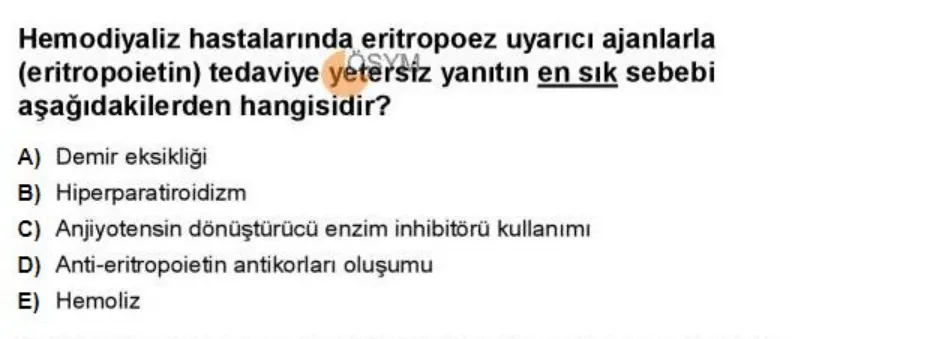 Hemodiyaliz hastalarında eritropoez uyarıcı ajanlarla
ÖSYM
(eritropoietin) tedaviye yetersiz yanıtın en sık sebebi
aşağıdakilerden hangisidir?
A) Demir eksikliği
B) Hiperparatiroidizm
C) Anjiyotensin dönüştürücü enzim inhibitörü kullanımı
D) Anti-eritropoietin antikorları oluşumu
E) Hemoliz